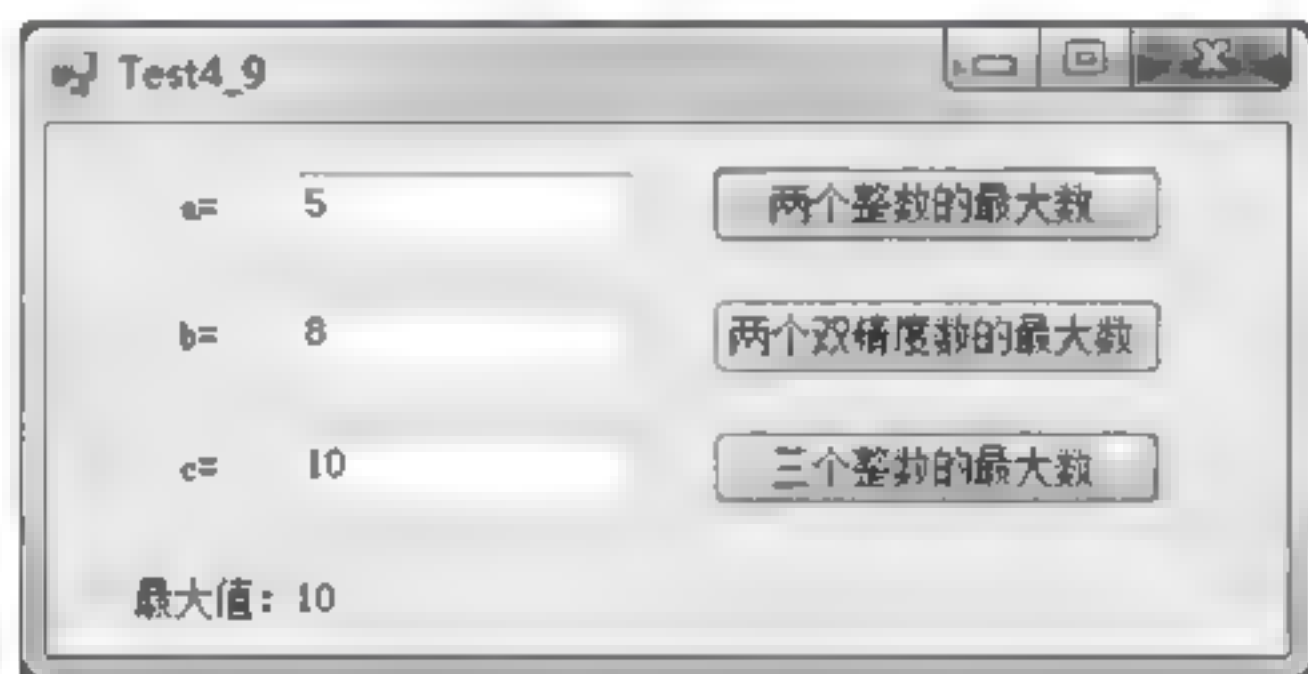 Test4_9
a= 5 两个整数的最大数
b= 8 两个双精度数的最大数
c= 10 三个整数的最大数
最大值：10